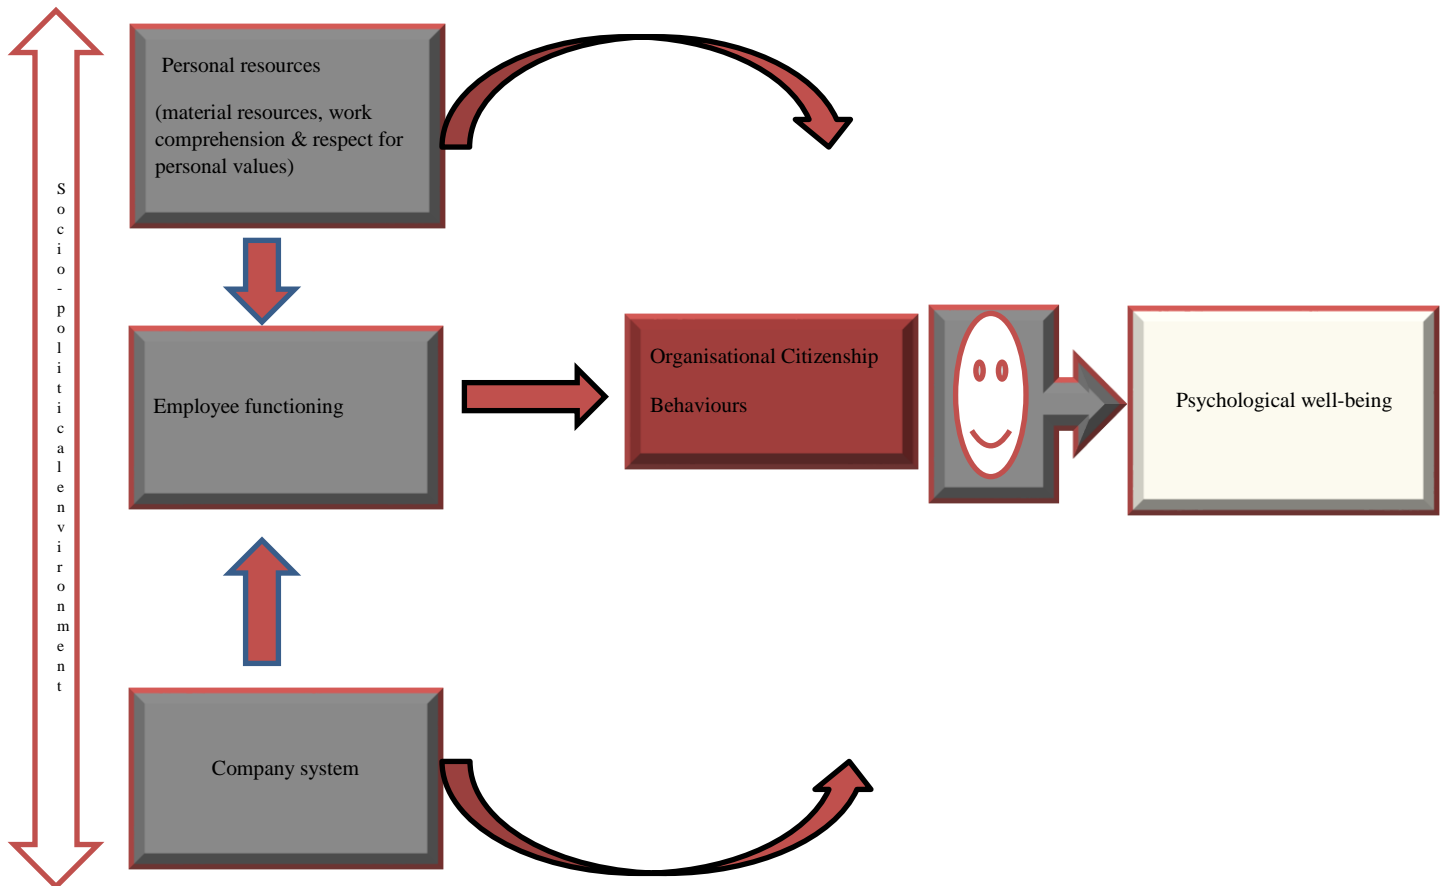 Socio-political environment
Personal resources
(material resources, work
comprehension & respect for
personal values)
Employee functioning
Organisational Citizenship
Behaviours
Psychological well-being
Company system